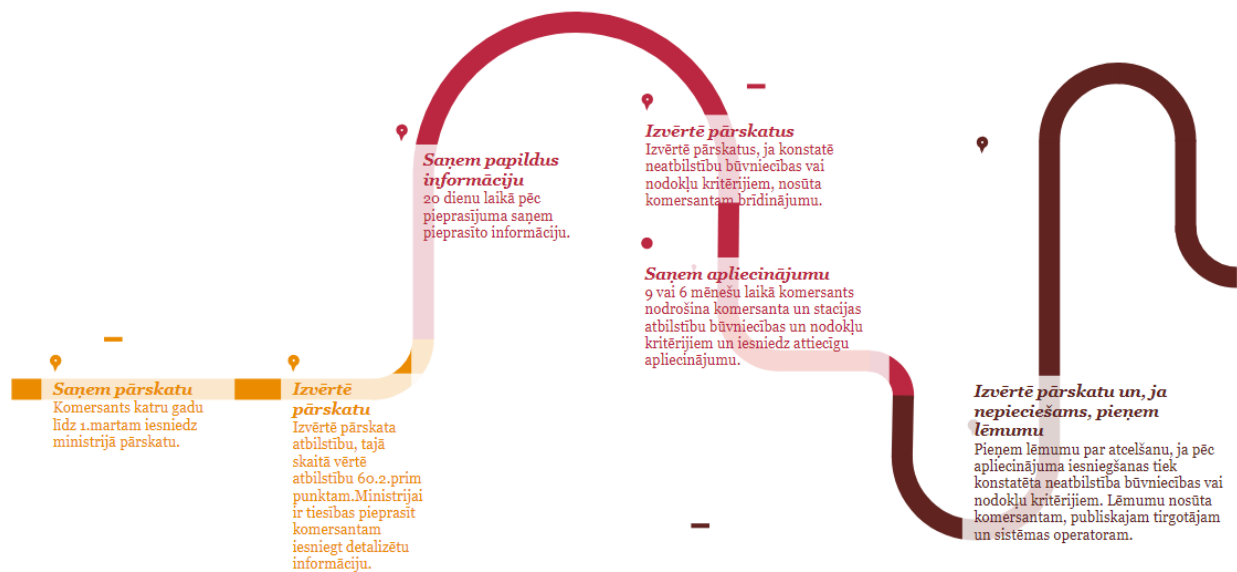 Saņem pārskatu
Komersants katru gadu
līdz 1.martam iesniedz
ministrijā pārskatu.
Izvērtē
pārskatu
Izvērtē pārskata
atbilstību, tajā
skaitā vērtē
atbilstību 60.2.prim
punktam.Ministrijai
ir tiesības pieprasīt
komersantam
iesniegt detalizētu
informāciju.
Saņem papildus
informāciju
20 dienu laikā pēc
pieprasījuma saņem
pieprasīto informāciju.
Izvērtē pārskatus
Izvērtē pārskatus, ja konstatē
neatbilstību būvniecības vai
nodokļu kritērijiem, nosūta
komersantam brīdinājumu.
Saņem apliecinājumu
9 vai 6 mēnešu laikā komersants
nodrošina komersanta un stacijas
atbilstību būvniecības un nodokļu
kritērijiem un iesniedz attiecīgu
apliecinājumu.
Izvērtē pārskatu un, ja
nepieciešams, pieņem
lēmumu
Pieņem lēmumu par atcelšanu, ja pēc
apliecinājuma iesniegšanas tiek
konstatēta neatbilstība būvniecības vai
nodokļu kritērijiem. Lēmumu nosūta
komersantam, publiskajam tirgotājam
un sistēmas operatoram.